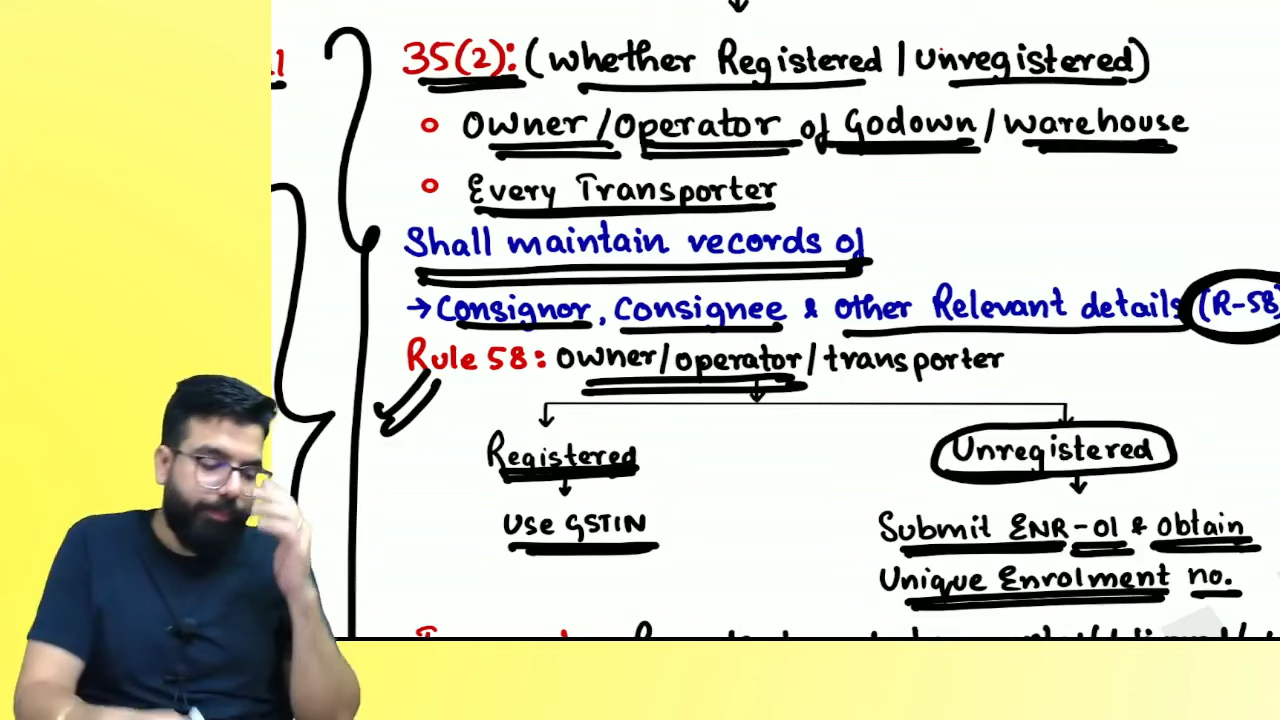 35(2): (Whether Registered / Unregistered)
o Owner / Operator of Godown / Warehouse
o Every Transporter
Shall maintain records of
→ Consignor, Consignee & other Relevant details (R-58)
Rule 58: Owner / operator / transporter
Registered Unregistered
Use GSTIN Submit ENR-01 & Obtain
Unique Enrolment no.